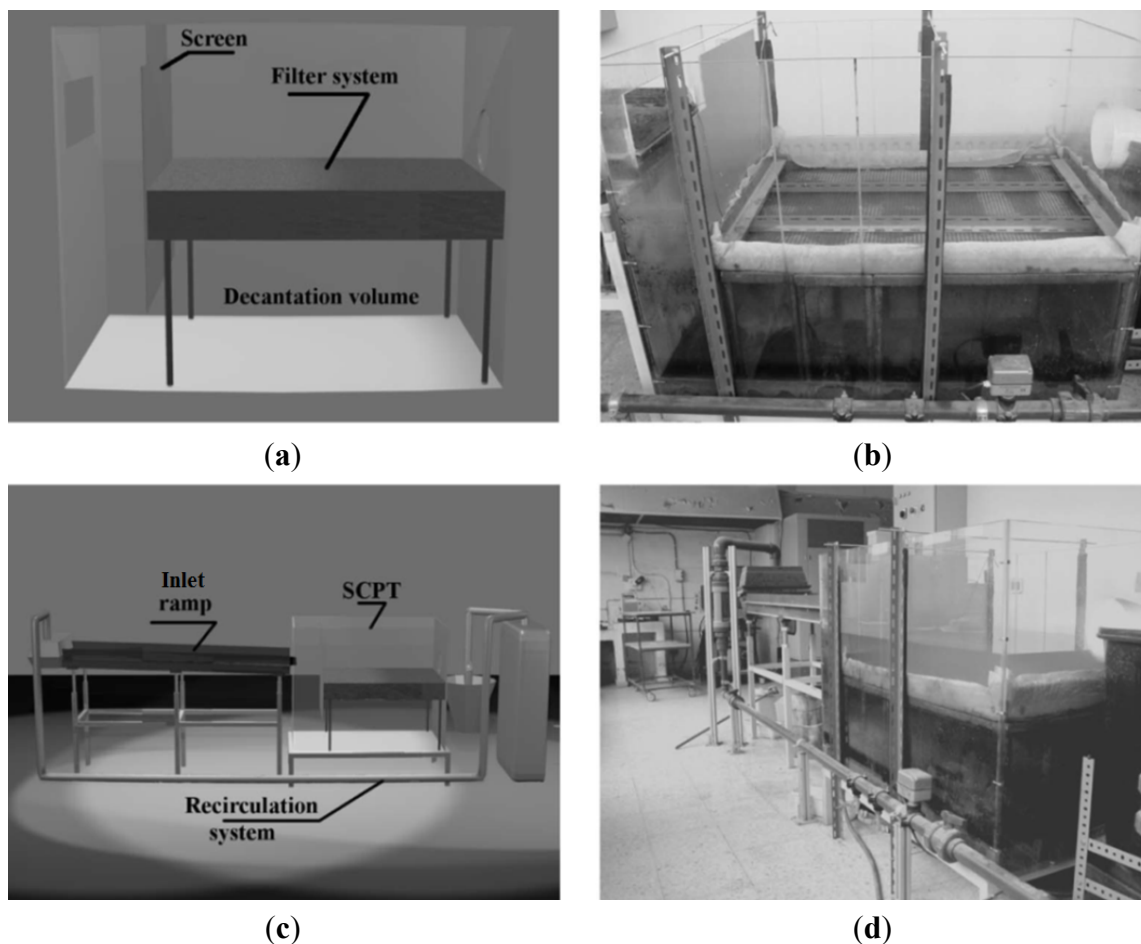 Screen
Filter system
Decantation volume
(a)
(b)
Inlet
ramp
SCPT
Recirculation
system
(c)
(d)